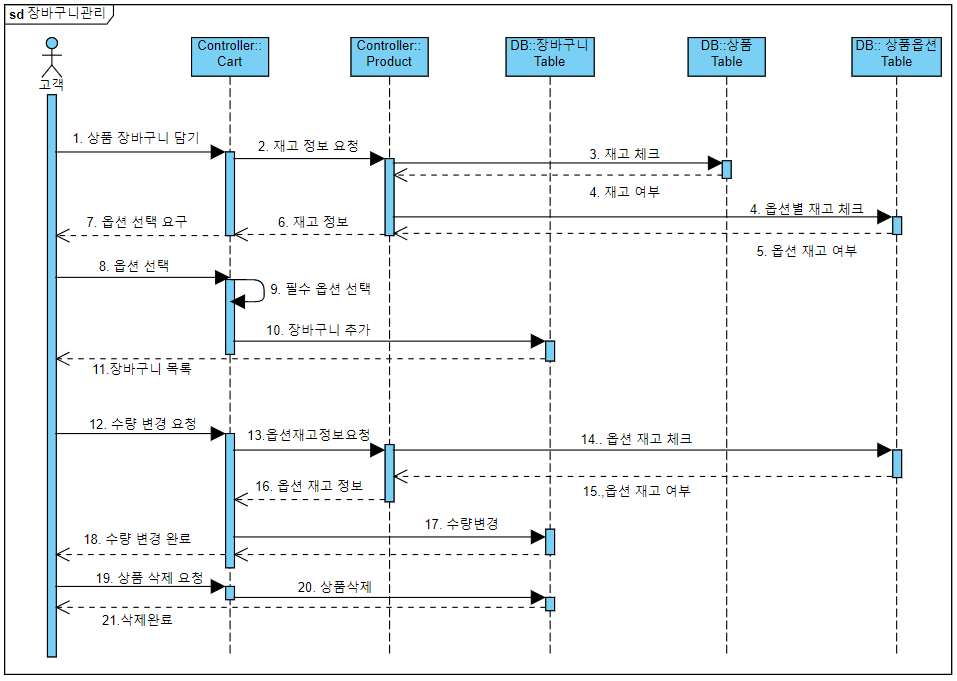 sd 장바구니관리
고객
Controller::
Cart
Controller::
Product
DB::장바구니
Table
DB::상품
Table
DB:: 상품옵션
Table
1. 상품 장바구니 담기
2. 재고 정보 요청
3. 재고 체크
4. 재고 여부
4. 옵션별 재고 체크
5. 옵션 재고 여부
6. 재고 정보
7. 옵션 선택 요구
8. 옵션 선택
9. 필수 옵션 선택
10. 장바구니 추가
11.장바구니 목록
12. 수량 변경 요청
13.옵션재고정보요청
14.. 옵션 재고 체크
15.,옵션 재고 여부
16. 옵션 재고 정보
17. 수량변경
18. 수량 변경 완료
19. 상품 삭제 요청
20. 상품삭제
21.삭제완료